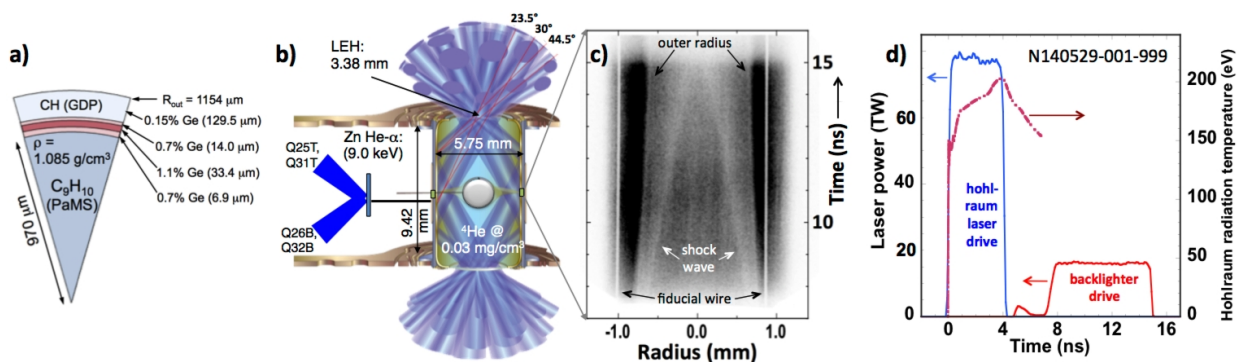 a)
CH (GDP)
R_out = 1154 μm
0.15% Ge (129.5 μm)
0.7% Ge (14.0 μm)
1.1% Ge (33.4 μm)
0.7% Ge (6.9 μm)
ρ =
1.085 g/cm³
C₉H₁₀
(PaMS)
970 μm
b)
LEH:
3.38 mm
23.5°
30°
44.5°
Zn He-α:
(9.0 keV)
Q25T,
Q31T
Q26B,
Q32B
5.75 mm
9.42
mm
⁴He @
0.03 mg/cm³
c)
outer radius
shock
wave
fiducial wire
15
10
Time (ns)
-1.0
0.0
1.0
Radius (mm)
d)
N140529-001-999
Laser power (TW)
60
40
20
0
hohl-
raum
laser
drive
backlighter
drive
200
150
100
50
0
Hohlraum radiation temperature (eV)
0
4
8
12
16
Time (ns)